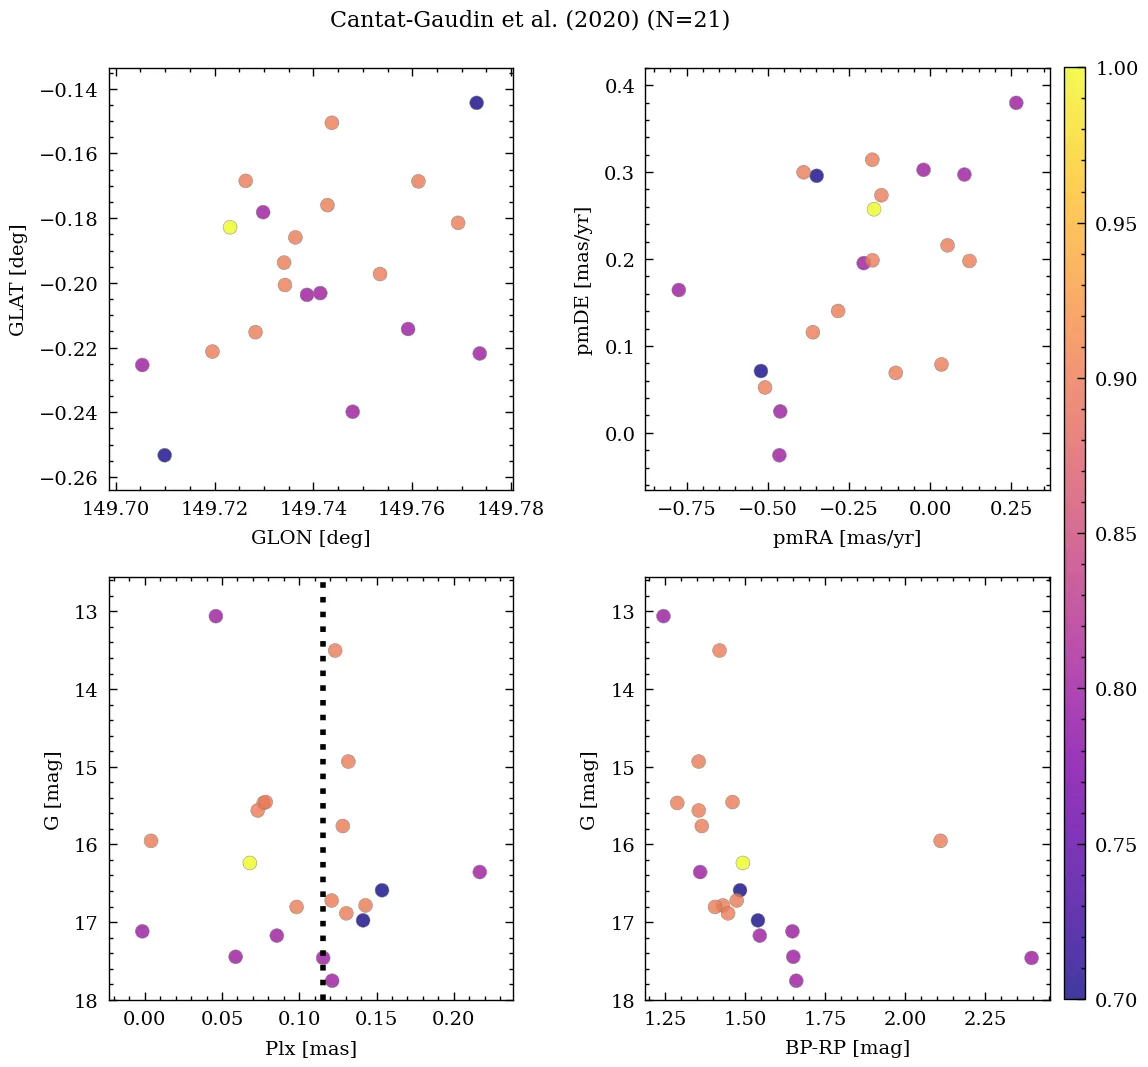 Cantat-Gaudin et al. (2020) (N=21)
−0.14
−0.16
−0.18
−0.20
−0.22
−0.24
−0.26
GLAT [deg]
149.70 149.72 149.74 149.76 149.78
GLON [deg]
0.4
0.3
0.2
0.1
0.0
pmDE [mas/yr]
−0.75 −0.50 −0.25 0.00 0.25
pmRA [mas/yr]
13
14
15
16
17
18
G [mag]
0.00 0.05 0.10 0.15 0.20
Plx [mas]
13
14
15
16
17
18
G [mag]
1.25 1.50 1.75 2.00 2.25
BP-RP [mag]
1.00
0.95
0.90
0.85
0.80
0.75
0.70